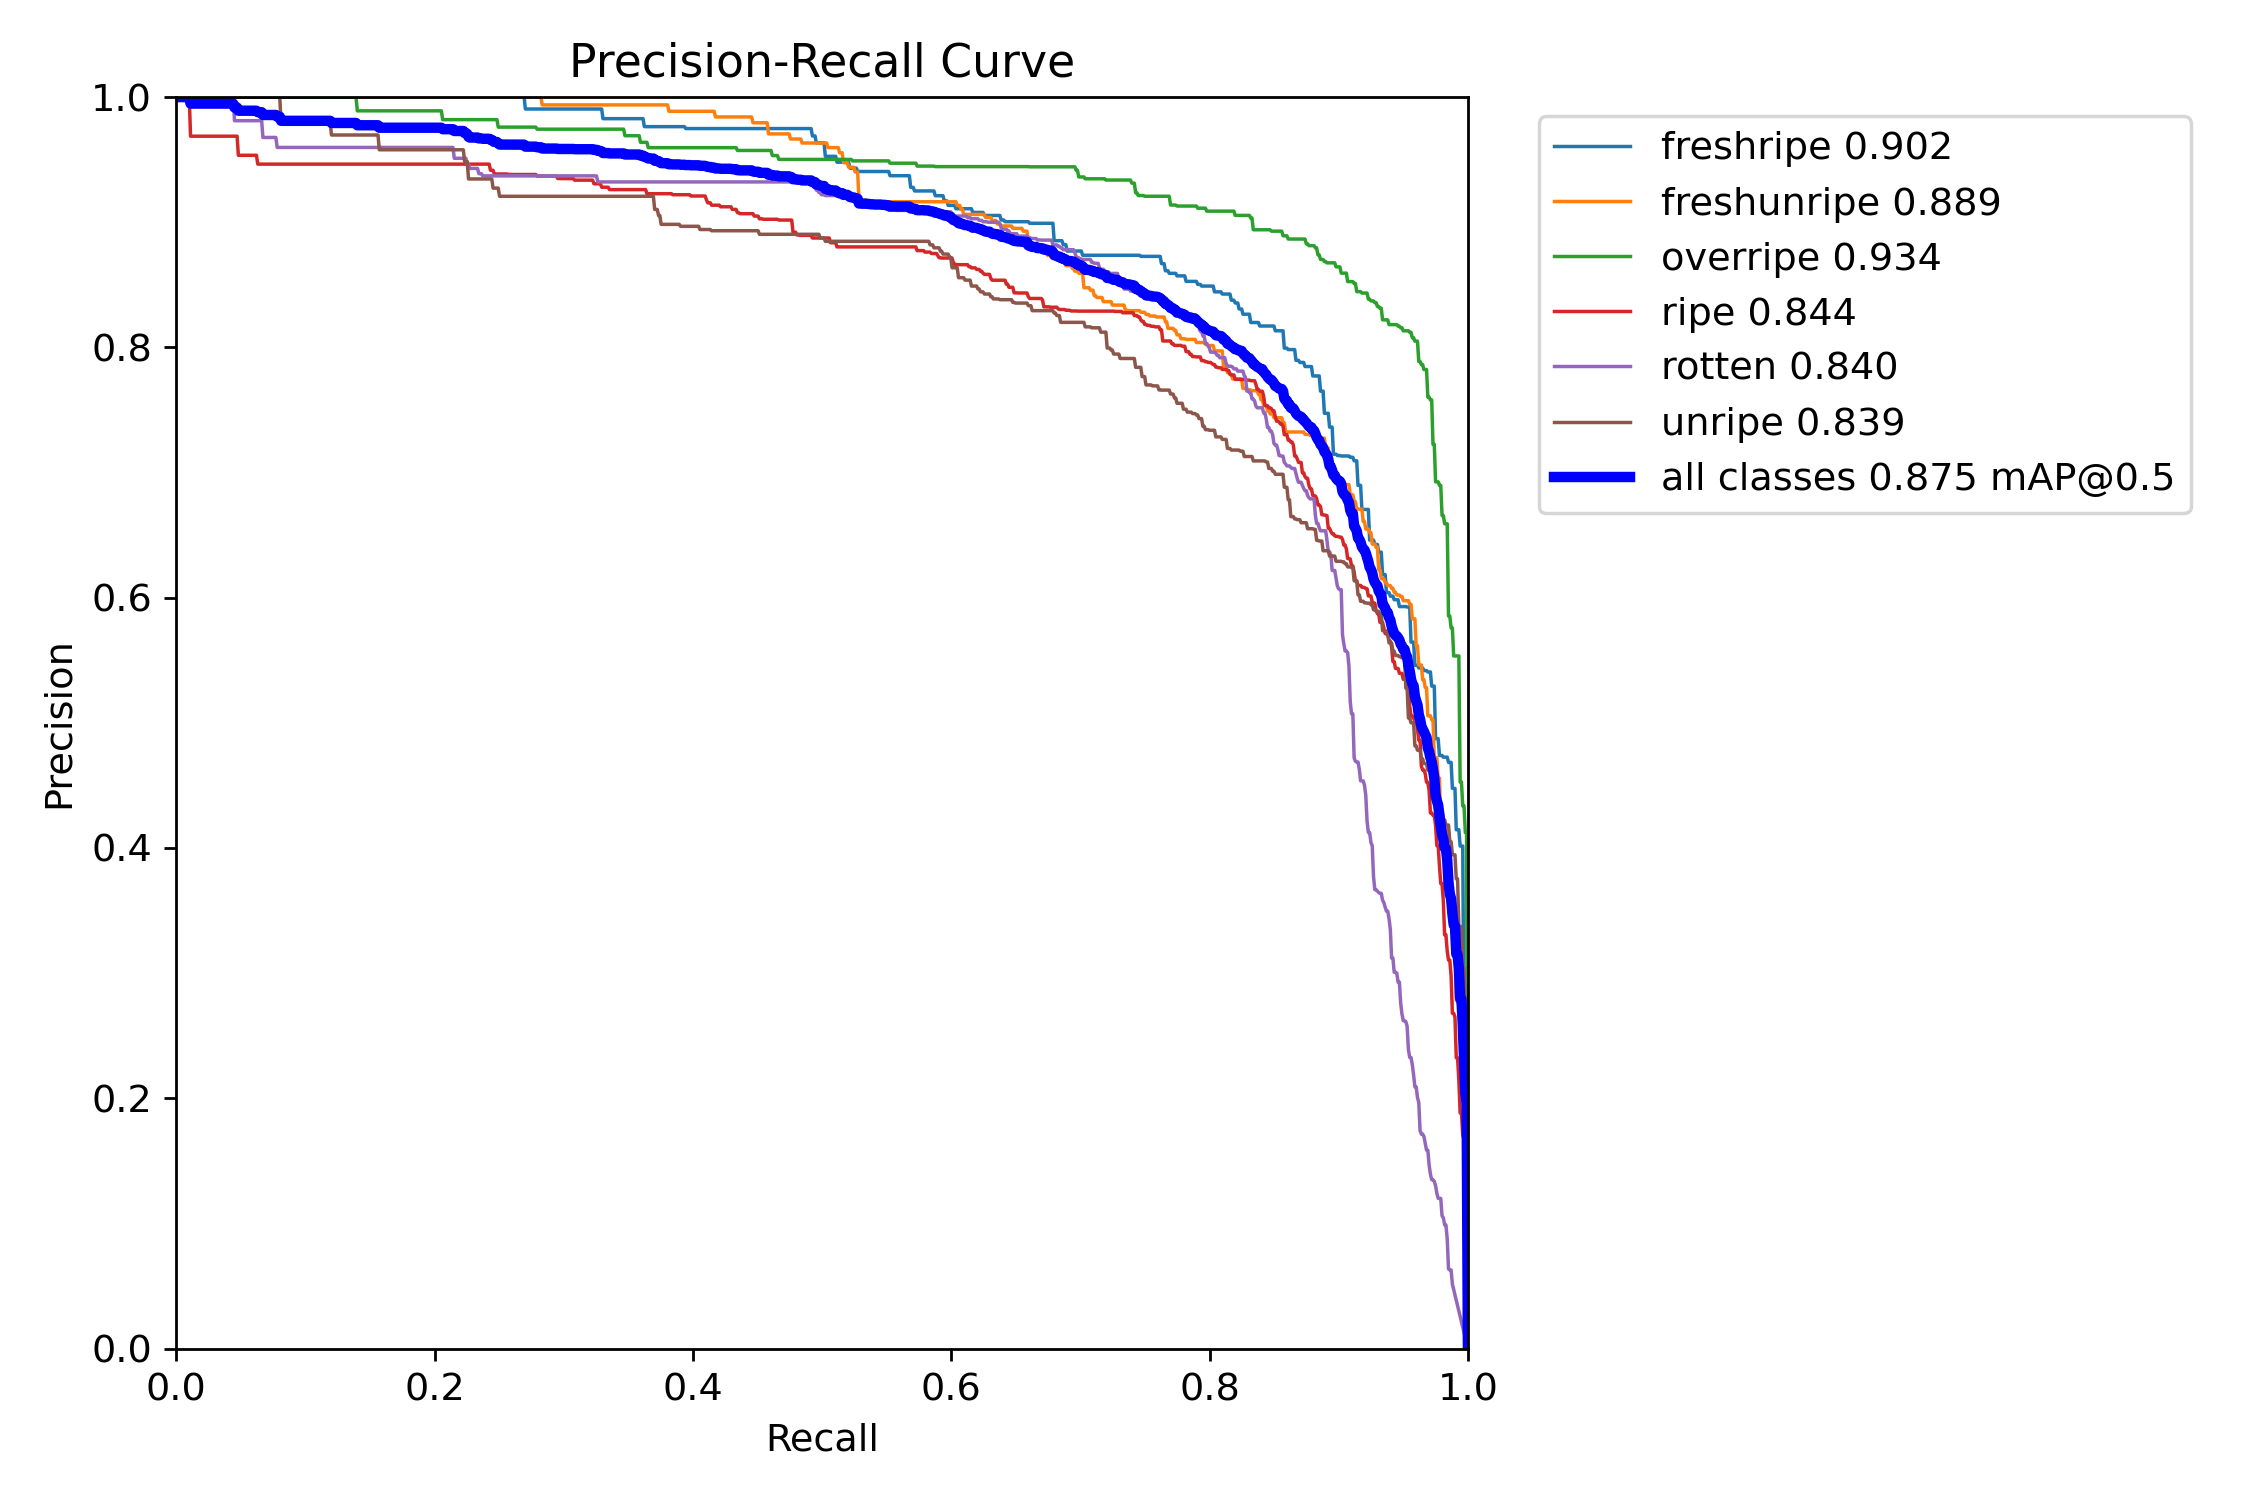 Precision-Recall Curve
1.0
0.8
0.6
0.4
0.2
0.0
Precision
0.0 0.2 0.4 0.6 0.8 1.0
Recall
freshripe 0.902
freshunripe 0.889
overripe 0.934
ripe 0.844
rotten 0.840
unripe 0.839
all classes 0.875 mAP@0.5